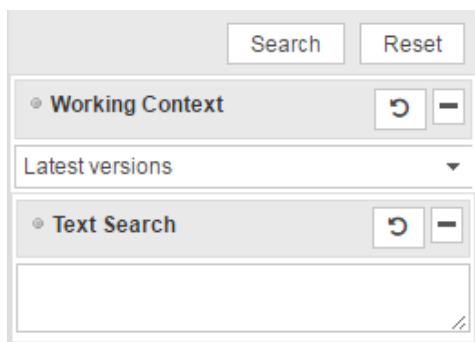 Search Reset
Working Context
Latest versions
Text Search